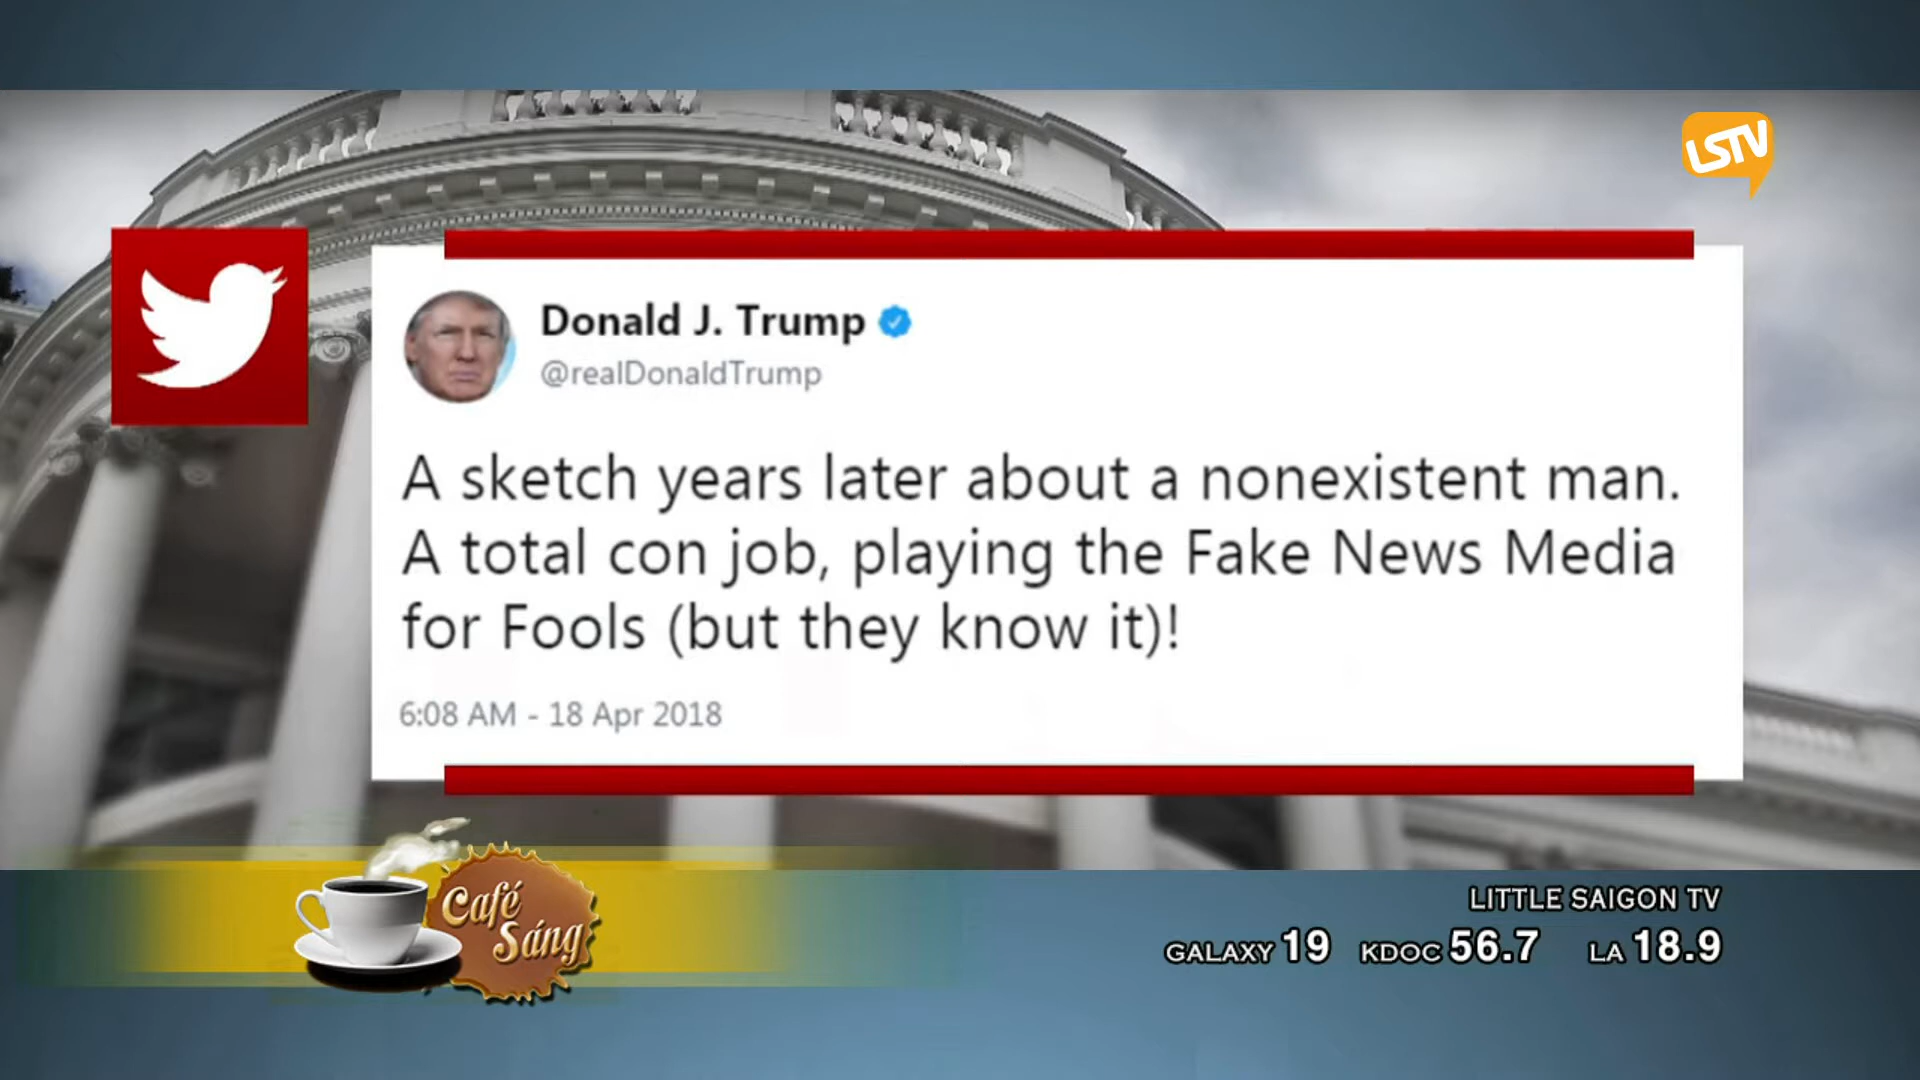 LSTV
Donald J. Trump
@realDonaldTrump
A sketch years later about a nonexistent man.
A total con job, playing the Fake News Media
for Fools (but they know it)!
6:08 AM - 18 Apr 2018
Café
Sáng
LITTLE SAIGON TV
GALAXY 19 KDOC 56.7 LA 18.9